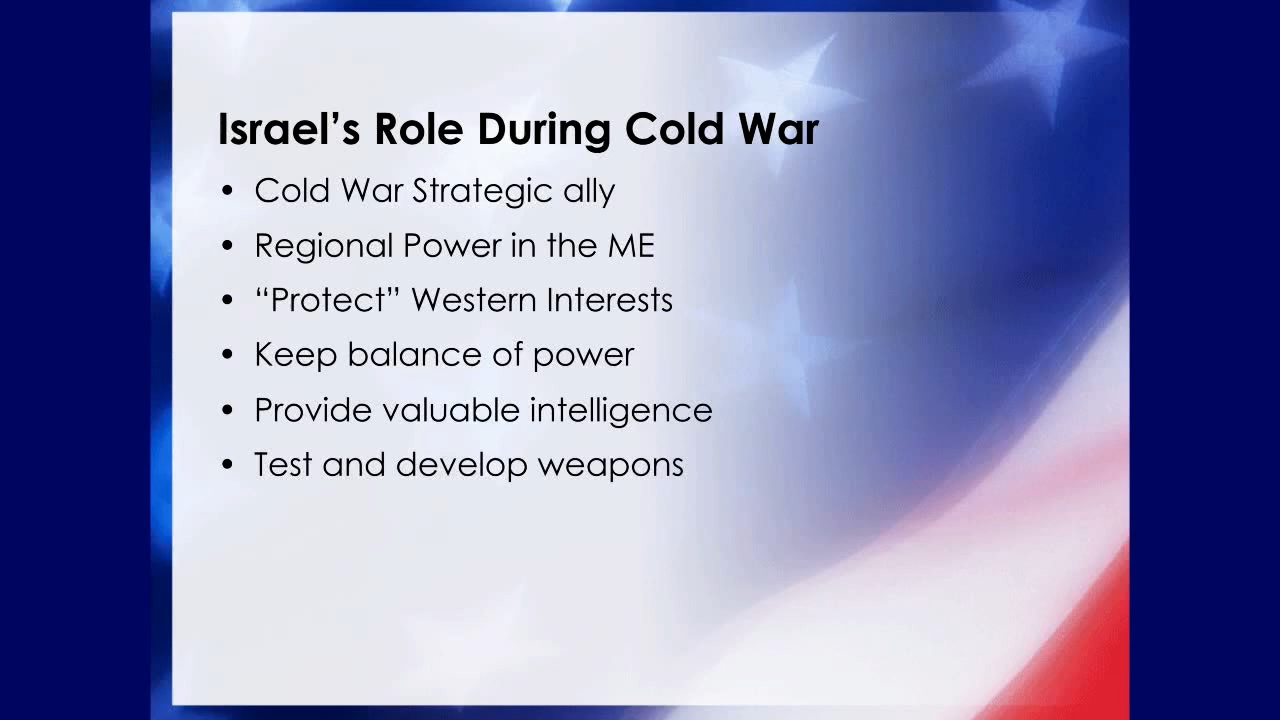 Israel’s Role During Cold War
• Cold War Strategic ally
• Regional Power in the ME
• “Protect” Western Interests
• Keep balance of power
• Provide valuable intelligence
• Test and develop weapons